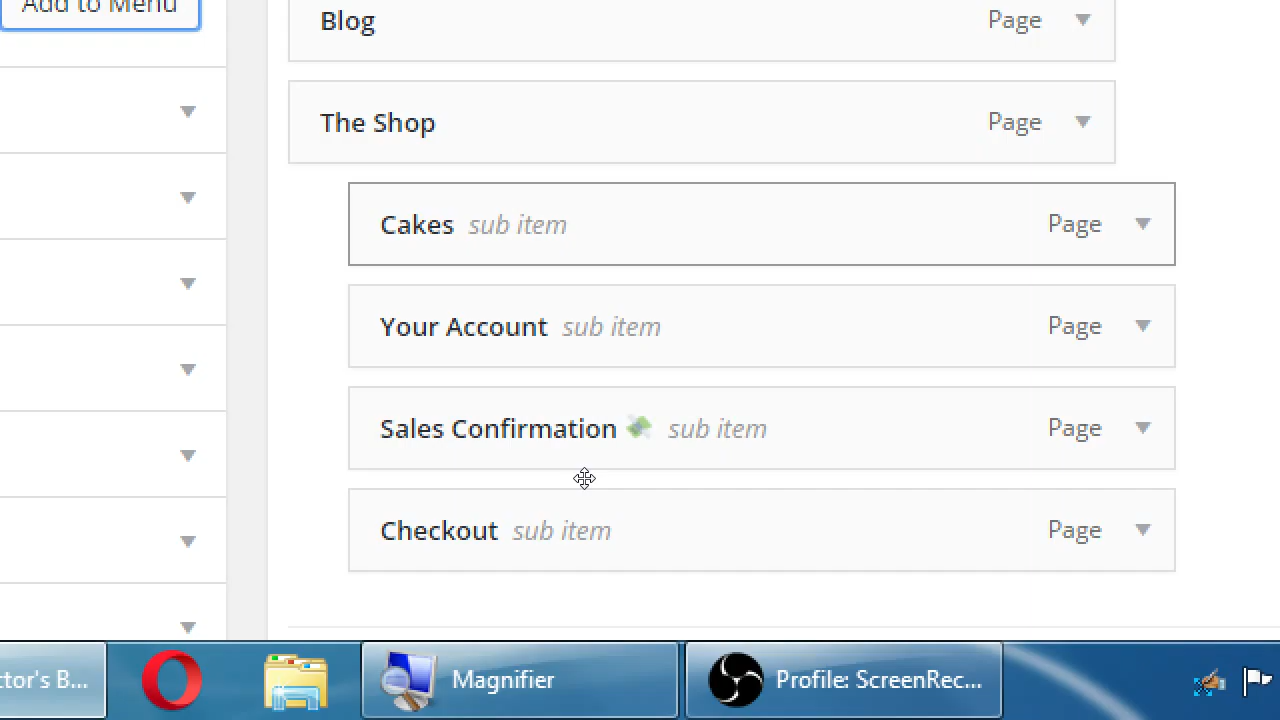 Add to Menu
Blog Page
The Shop Page
Cakes sub item Page
Your Account sub item Page
Sales Confirmation 💸 sub item Page
Checkout sub item Page
ctor's B... Magnifier Profile: ScreenRec...